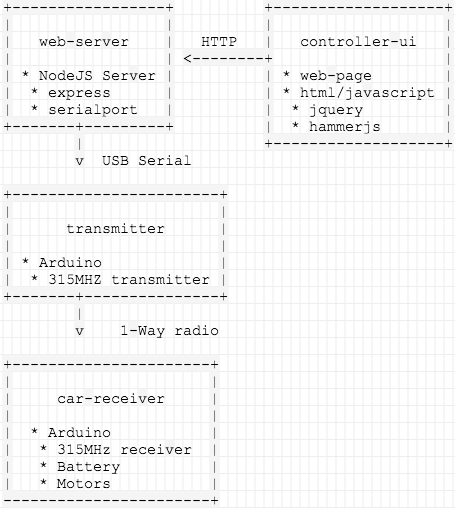 web-server
HTTP
controller-ui
* NodeJS Server
* express
* serialport
* web-page
* html/javascript
* jquery
* hammerjs
v USB Serial
transmitter
* Arduino
* 315MHZ transmitter
v 1-Way radio
car-receiver
* Arduino
* 315MHz receiver
* Battery
* Motors